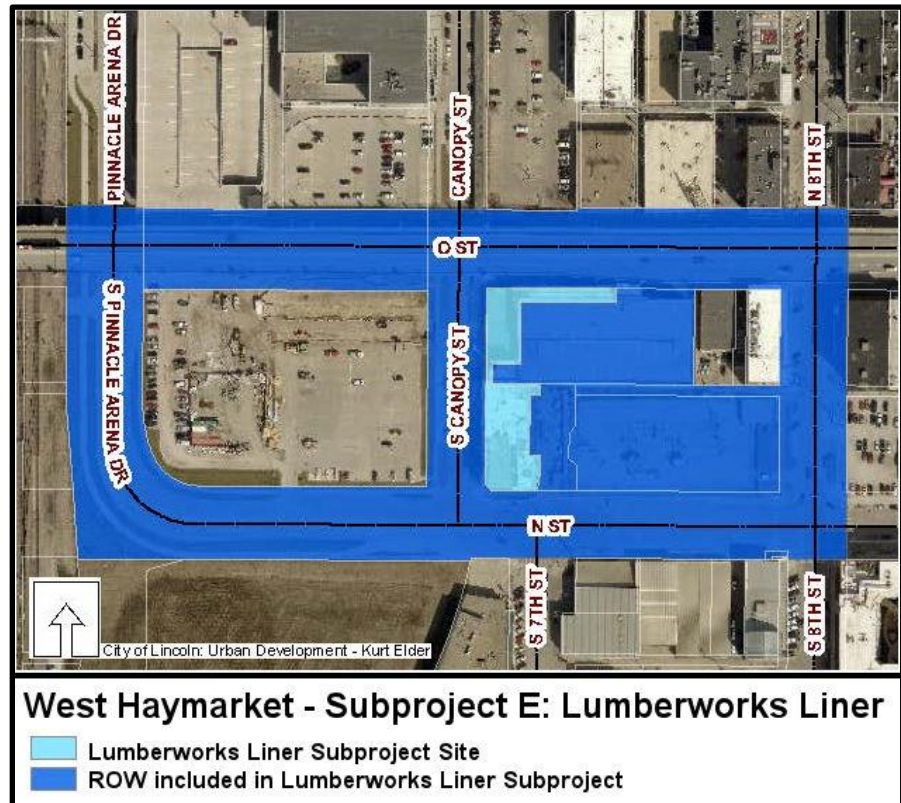 PINNACLE ARENA DR
CANOPY ST
N 8TH ST
O ST
S PINNACLE ARENA DR
S CANOPY ST
N ST
S 7TH ST
S 8TH ST
City of Lincoln: Urban Development - Kurt Elder
West Haymarket - Subproject E: Lumberworks Liner
Lumberworks Liner Subproject Site
ROW included in Lumberworks Liner Subproject